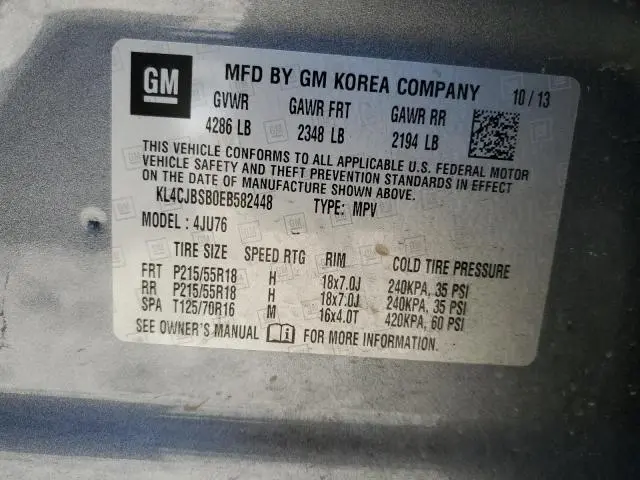 GM MFD BY GM KOREA COMPANY 10 / 13
GVWR GAWR FRT GAWR RR
4286 LB 2348 LB 2194 LB
THIS VEHICLE CONFORMS TO ALL APPLICABLE U.S. FEDERAL MOTOR
VEHICLE SAFETY AND THEFT PREVENTION STANDARDS IN EFFECT
ON THE DATE OF MANUFACTURE SHOWN ABOVE.
KL4CJBSB0EB582448 TYPE: MPV
MODEL : 4JU76
TIRE SIZE SPEED RTG RIM COLD TIRE PRESSURE
FRT P215/55R18 H 18x7.0J 240KPA, 35 PSI
RR P215/55R18 H 18x7.0J 240KPA, 35 PSI
SPA T125/70R16 M 16x4.0T 420KPA, 60 PSI
SEE OWNER'S MANUAL FOR MORE INFORMATION.